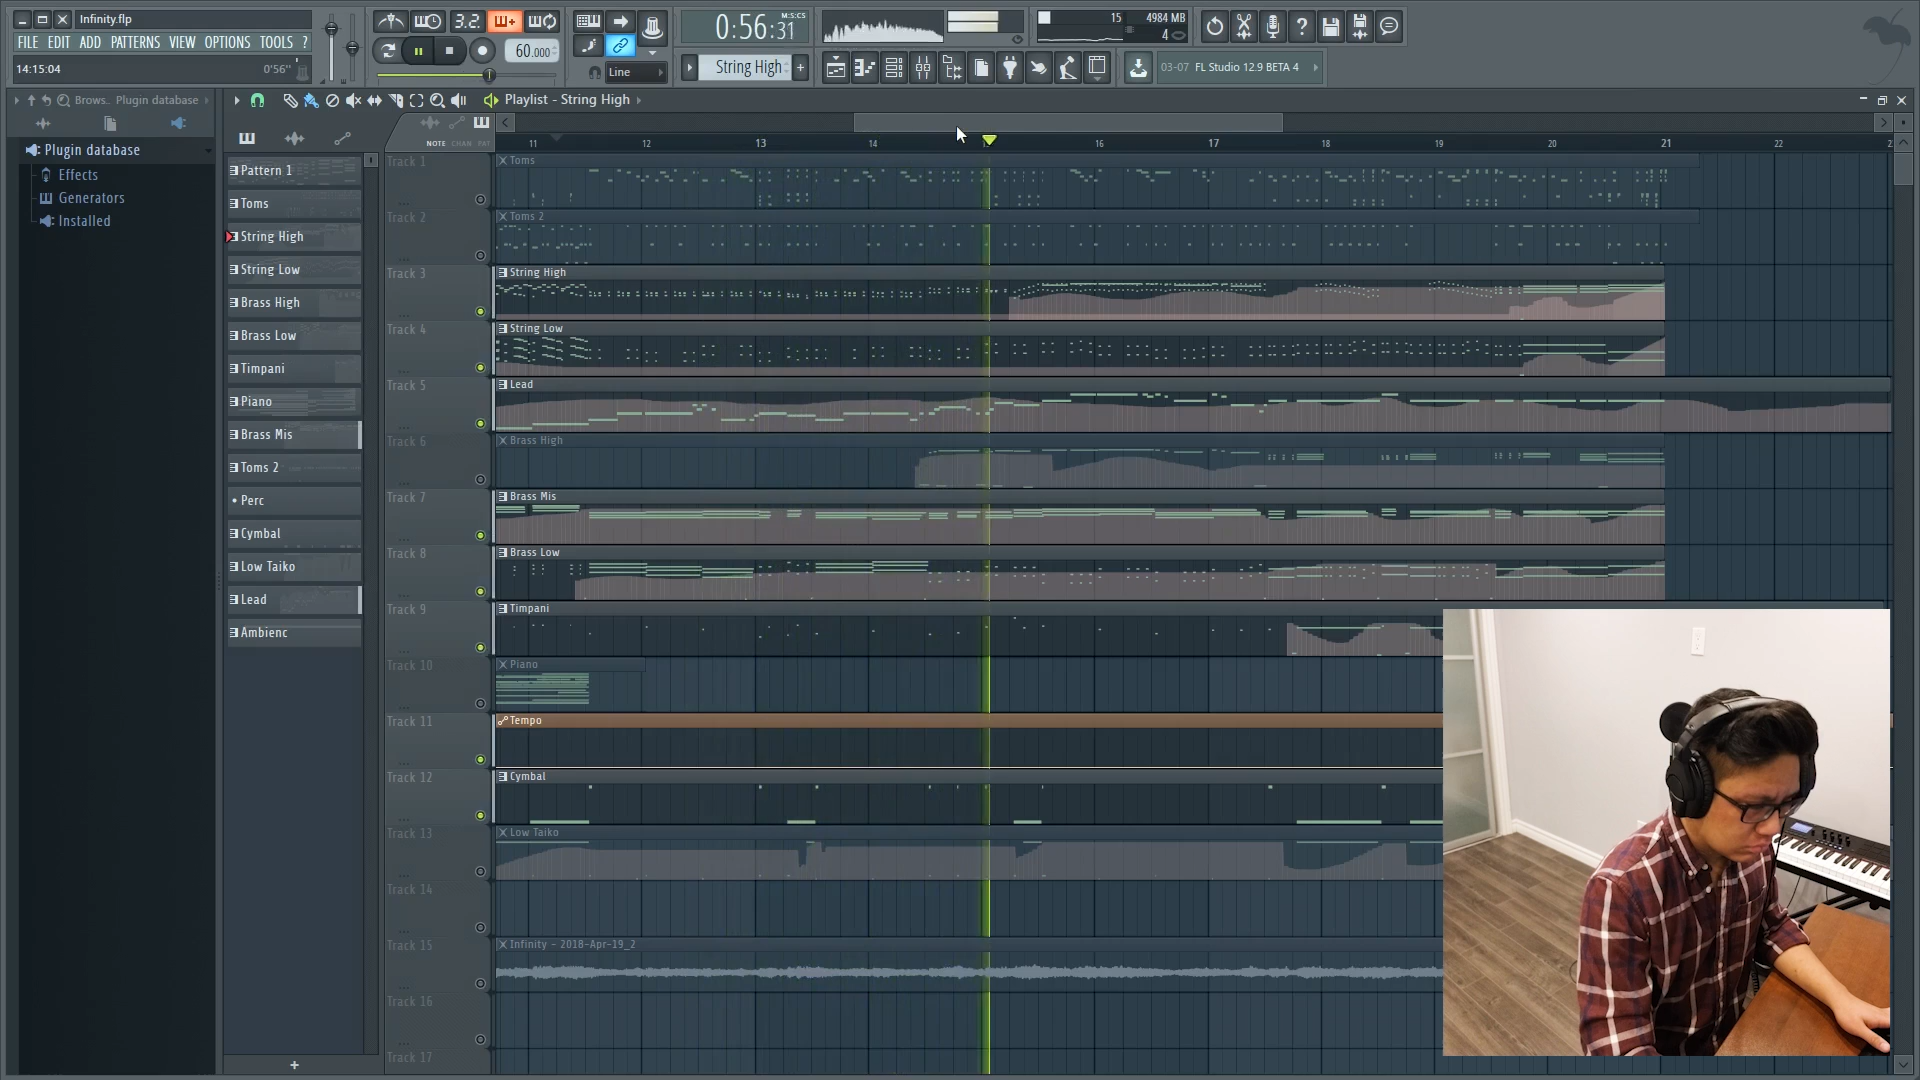 Infinity.flp
FILE EDIT ADD PATTERNS VIEW OPTIONS TOOLS ?
14:15:04 0'56"
3.2.
60.000
Line
0:56:31
M:S:CS
String High
15 4984 MB
4
03-07 FL Studio 12.9 BETA 4
Brows.. Plugin database
Plugin database
Effects
Generators
Installed
Playlist - String High
NOTE CHAN PAT
11 12 13 14 15 16 17 18 19 20 21 22
Pattern 1
Toms
String High
String Low
Brass High
Brass Low
Timpani
Piano
Brass Mis
Toms 2
Perc
Cymbal
Low Taiko
Lead
Ambienc
+
Track 1 Toms
Track 2 Toms 2
Track 3 String High
Track 4 String Low
Track 5 Lead
Track 6 Brass High
Track 7 Brass Mis
Track 8 Brass Low
Track 9 Timpani
Track 10 Piano
Track 11 Tempo
Track 12 Cymbal
Track 13 Low Taiko
Track 14
Track 15 Infinity - 2018-Apr-19_2
Track 16
Track 17